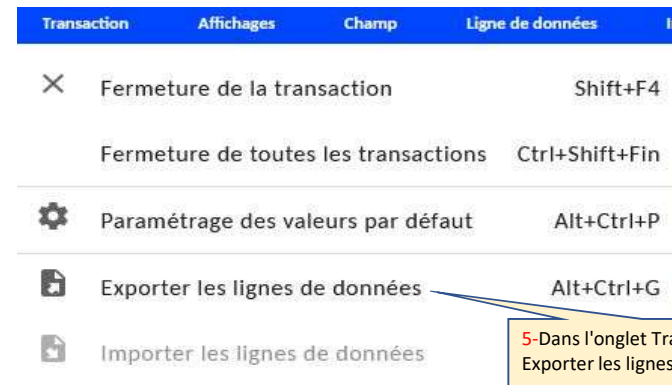 Transaction Affichages Champ Ligne de données
Fermeture de la transaction Shift+F4
Fermeture de toutes les transactions Ctrl+Shift+Fin
Paramétrage des valeurs par défaut Alt+Ctrl+P
Exporter les lignes de données Alt+Ctrl+G
5-Dans l'onglet Tra
Exporter les lignes
Importer les lignes de données